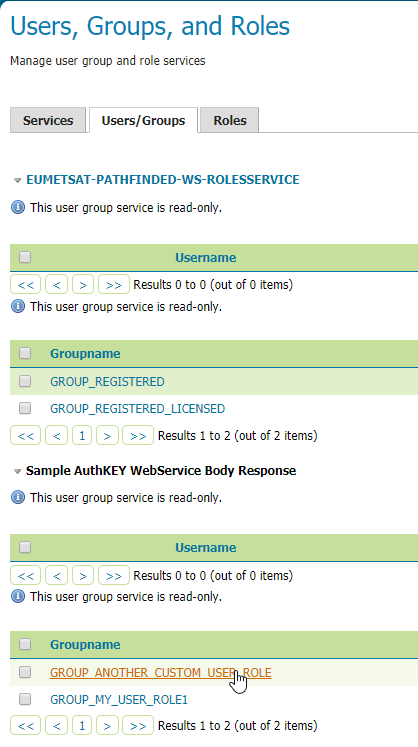 Users, Groups, and Roles
Manage user group and role services
Services Users/Groups Roles
EUMETSAT-PATHFINDED-WS-ROLESSERVICE
This user group service is read-only.
Username
<< < > >> Results 0 to 0 (out of 0 items)
This user group service is read-only.
Groupname
GROUP_REGISTERED
GROUP_REGISTERED_LICENSED
<< < 1 > >> Results 1 to 2 (out of 2 items)
Sample AuthKEY WebService Body Response
This user group service is read-only.
Username
<< < > >> Results 0 to 0 (out of 0 items)
This user group service is read-only.
Groupname
GROUP_ANOTHER_CUSTOM_USER_ROLE
GROUP_MY_USER_ROLE1
<< < 1 > >> Results 1 to 2 (out of 2 items)